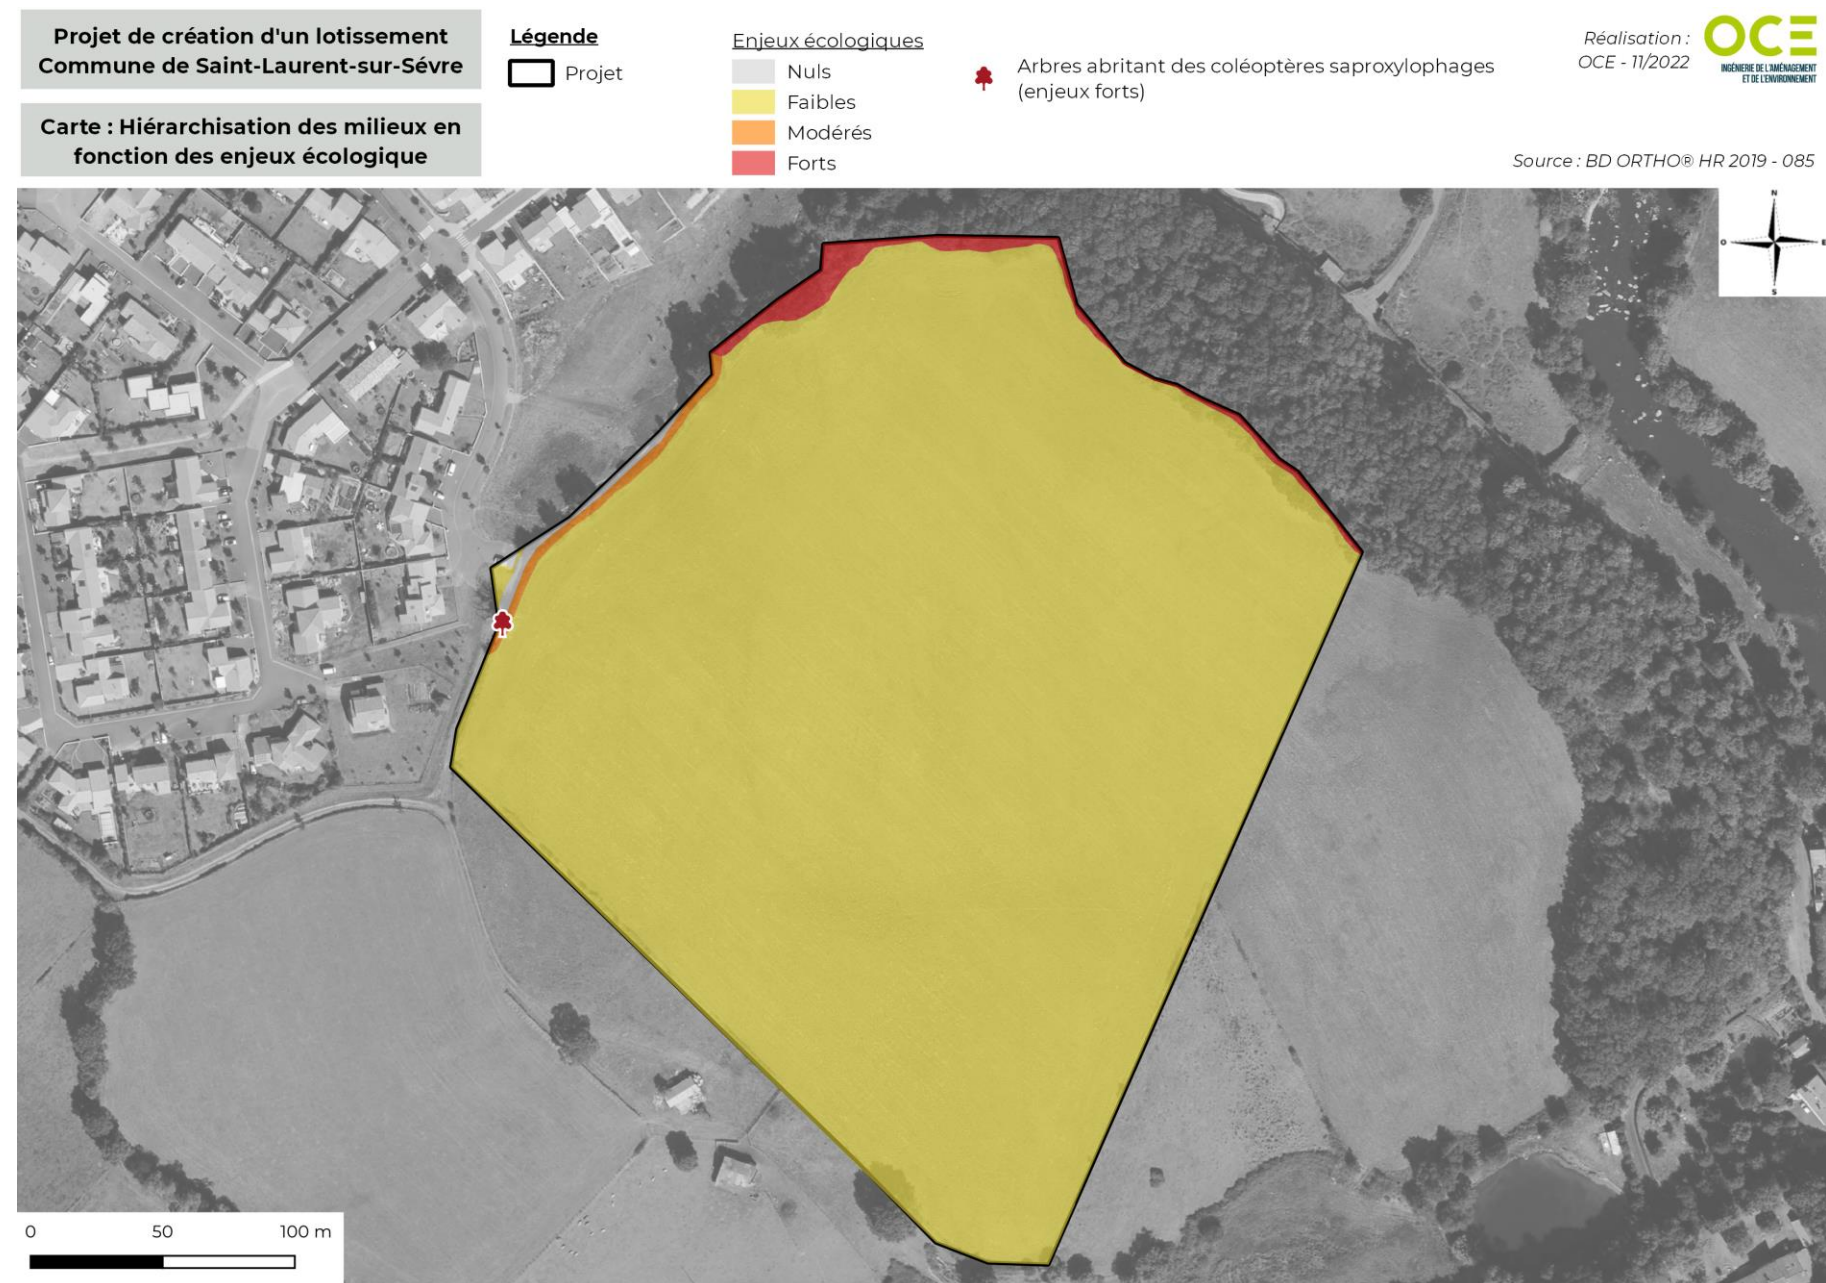 Projet de création d'un lotissement
Commune de Saint-Laurent-sur-Sévre
Carte : Hiérarchisation des milieux en
fonction des enjeux écologique
Légende
Projet
Enjeux écologiques
Nuls
Faibles
Modérés
Forts
Arbres abritant des coléoptères saproxylophages
(enjeux forts)
Réalisation :
OCE - 11/2022
OCE
INGÉNIERIE DE L'AMÉNAGEMENT
ET DE L'ENVIRONNEMENT
Source : BD ORTHO® HR 2019 - 085
N
O
E
S
0 50 100 m